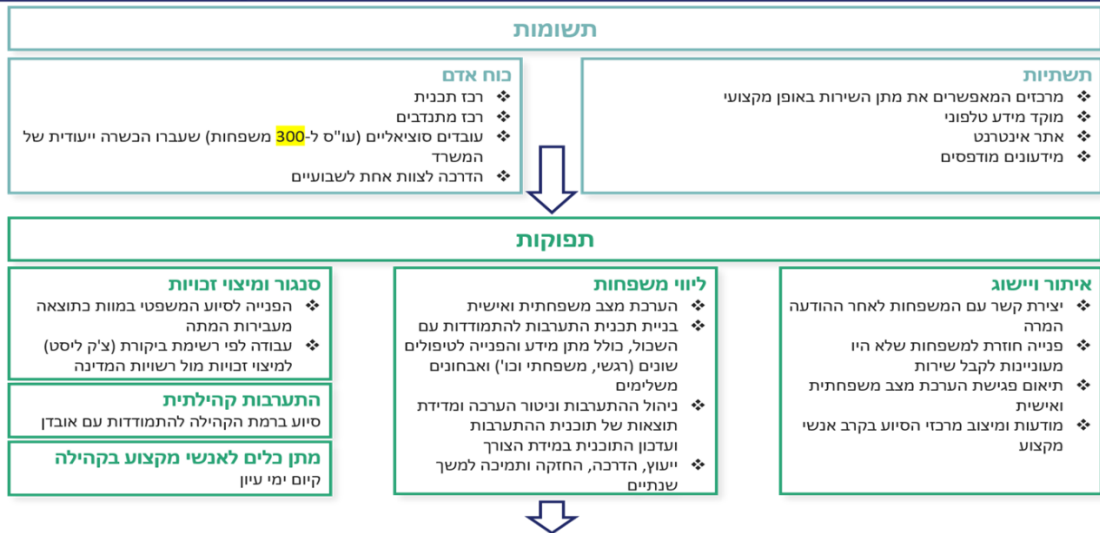 תשומות
תשתיות
❖ מרכזים המאפשרים את מתן השירות באופן מקצועי
❖ מוקד מידע טלפוני
❖ אתר אינטרנט
❖ מידעונים מודפסים
כוח אדם
❖ רכז תכנית
❖ רכז מתנדבים
❖ עובדים סוציאליים (עו"ס ל-300 משפחות) שעברו הכשרה ייעודית של
המשרד
❖ הדרכה לצוות אחת לשבועיים
תפוקות
איתור ויישוג
❖ יצירת קשר עם המשפחות לאחר ההודעה
המרה
❖ פנייה חוזרת למשפחות שלא היו
מעוניינות לקבל שירות
❖ תיאום פגישת הערכת מצב משפחתית
ואישית
❖ מודעות ומיצוב מרכזי הסיוע בקרב אנשי
מקצוע
ליווי משפחות
❖ הערכת מצב משפחתית ואישית
❖ בניית תכנית התערבות להתמודדות עם
השכול, כולל מתן מידע והפנייה לטיפולים
שונים (רגשי, משפחתי וכו') ואבחונים
משלימים
❖ ניהול ההתערבות וניטור הערכה ומדידת
תוצאות של תוכנית ההתערבות
ועדכון התוכנית במידת הצורך
❖ ייעוץ, הדרכה, החזקה ותמיכה למשך
שנתיים
סנגור ומיצוי זכויות
❖ הפנייה לסיוע המשפטי במוות כתוצאה
מעבירות המתה
❖ עבודה לפי רשימת ביקורת (צ'ק ליסט)
למיצוי זכויות מול רשויות המדינה
התערבות קהילתית
סיוע ברמת הקהילה להתמודדות עם אובדן
מתן כלים לאנשי מקצוע בקהילה
קיום ימי עיון